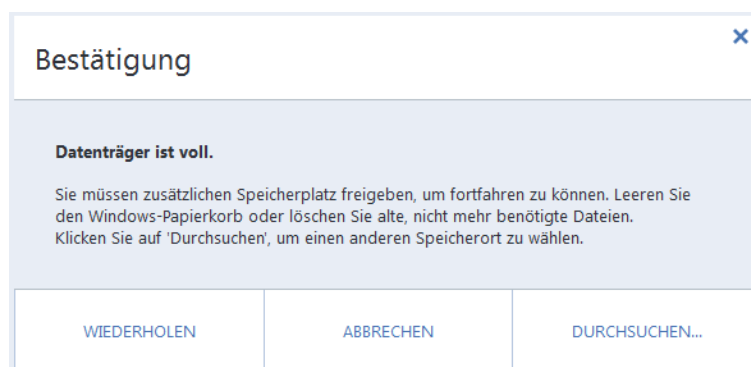 Bestätigung
Datenträger ist voll.
Sie müssen zusätzlichen Speicherplatz freigeben, um fortfahren zu können. Leeren Sie
den Windows-Papierkorb oder löschen Sie alte, nicht mehr benötigte Dateien.
Klicken Sie auf 'Durchsuchen', um einen anderen Speicherort zu wählen.
WIEDERHOLEN ABBRECHEN DURCHSUCHEN...